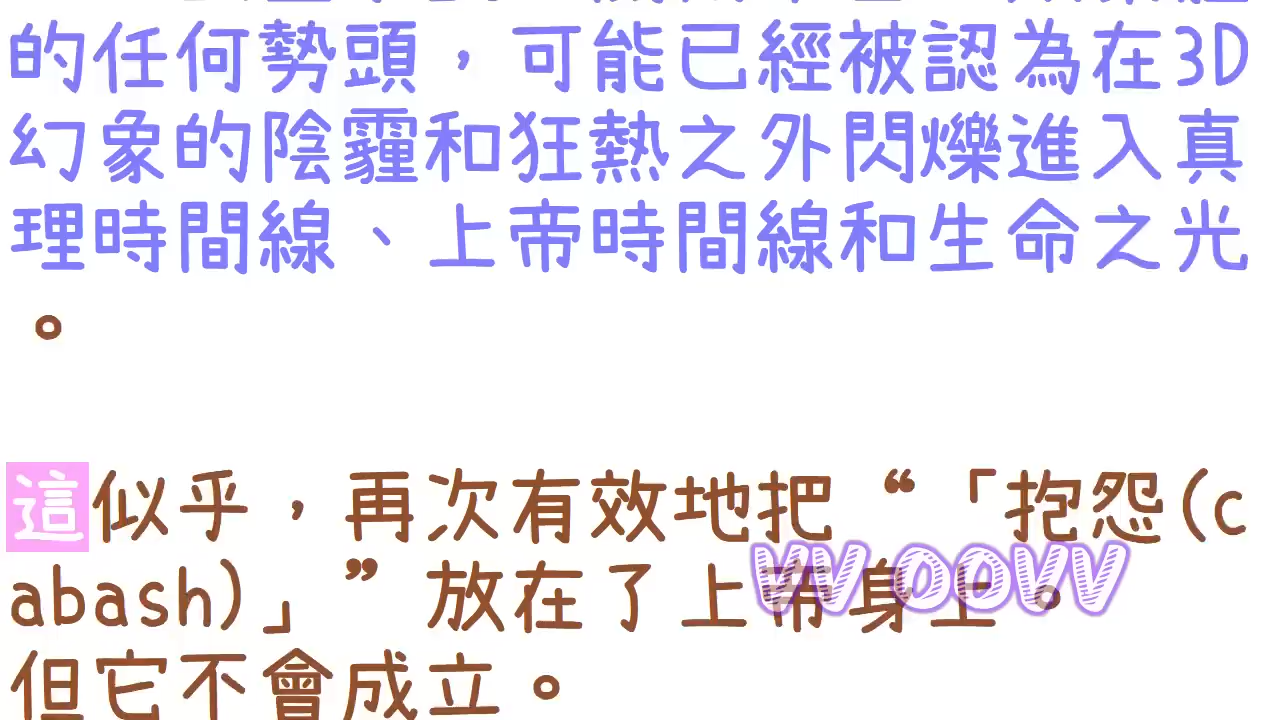 的任何勢頭，可能已經被認為在3D
幻象的陰霾和狂熱之外閃爍進入真
理時間線、上帝時間線和生命之光
。
這似乎，再次有效地把“「抱怨(c
abash)」”放在了上帝身上。
VV OOVV
但它不會成立。